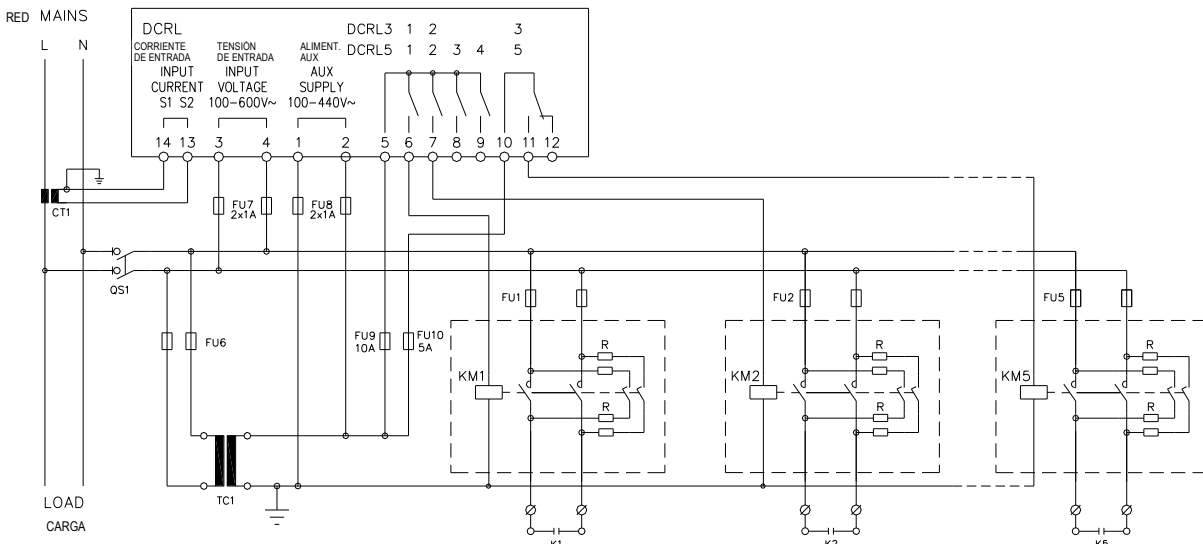 RED MAINS
L N
DCRL
DCRL3 1 2 3
DCRL5 1 2 3 4 5
CORRIENTE DE ENTRADA
INPUT CURRENT
S1 S2
TENSIÓN DE ENTRADA
INPUT VOLTAGE
100-600V~
ALIMENT. AUX
AUX SUPPLY
100-440V~
14 13 3 4 1 2 5 6 7 8 9 10 11 12
CT1
FU7
2x1A
FU8
2x1A
QS1
FU1
FU2
FU5
FU6
FU9
10A
FU10
5A
KM1
R
R
KM2
R
R
KM5
R
R
TC1
LOAD
CARGA
K1
K2
K5